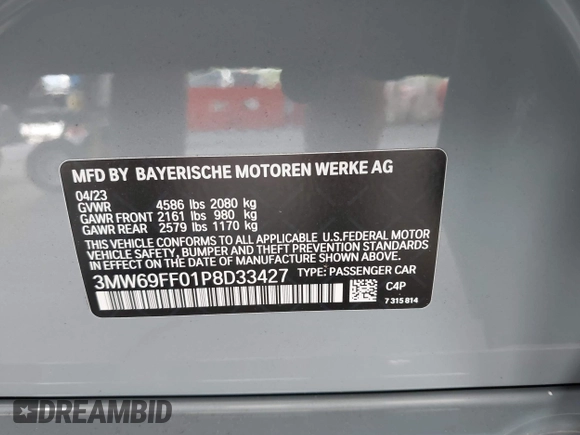 MFD BY BAYERISCHE MOTOREN WERKE AG
04/23
GVWR 4586 lbs 2080 kg
GAWR FRONT 2161 lbs 980 kg
GAWR REAR 2579 lbs 1170 kg
THIS VEHICLE CONFORMS TO ALL APPLICABLE U.S.FEDERAL MOTOR
VEHICLE SAFETY, BUMPER AND THEFT PREVENTION STANDARDS
IN EFFECT ON THE DATE OF MANUFACTURE SHOWN ABOVE.
3MW69FF01P8D33427 TYPE: PASSENGER CAR
C4P
7 315 814
DREAMBID